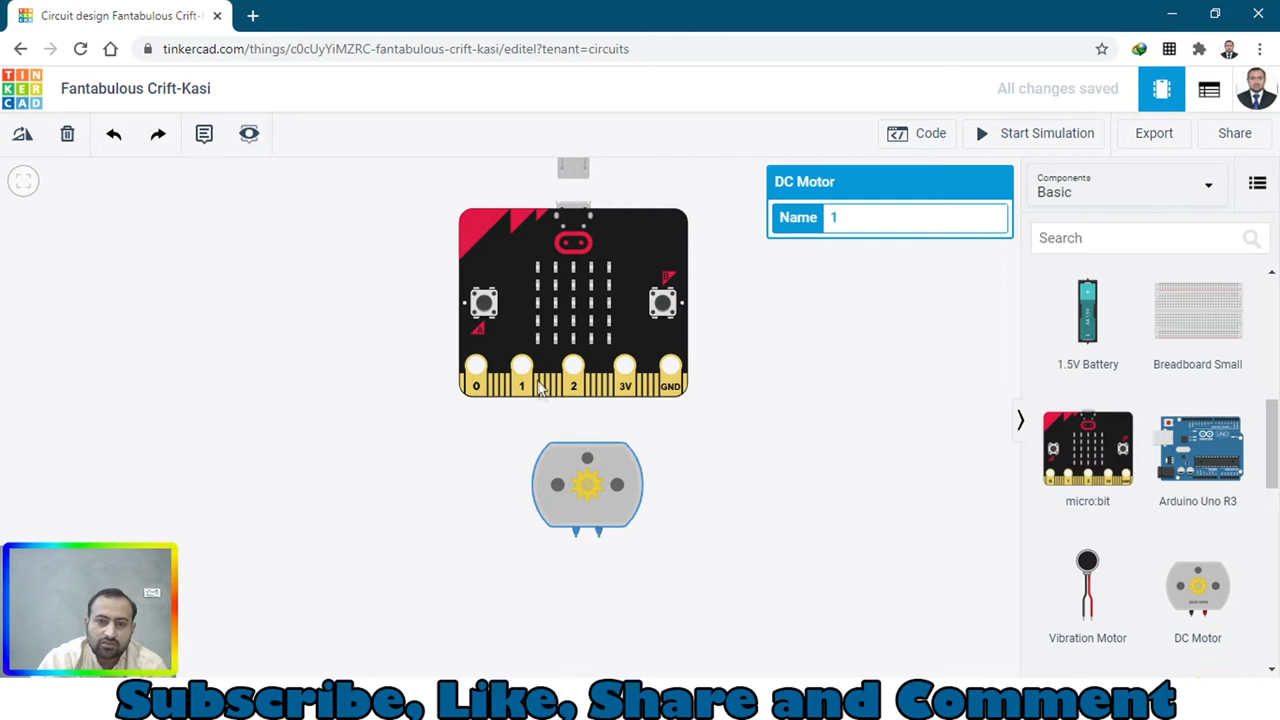 Circuit design Fantabulous Crift-
tinkercad.com/things/c0cUyYiMZRC-fantabulous-crift-kasi/editel?tenant=circuits
TIN
KER
CAD
Fantabulous Crift-Kasi
All changes saved
Code
Start Simulation
Export
Share
DC Motor
Name 1
Components
Basic
Search
A
B
0 1 2 3V GND
1.5V Battery
Breadboard Small
micro:bit
Arduino Uno R3
Vibration Motor
DC Motor
Subscribe, Like, Share and Comment